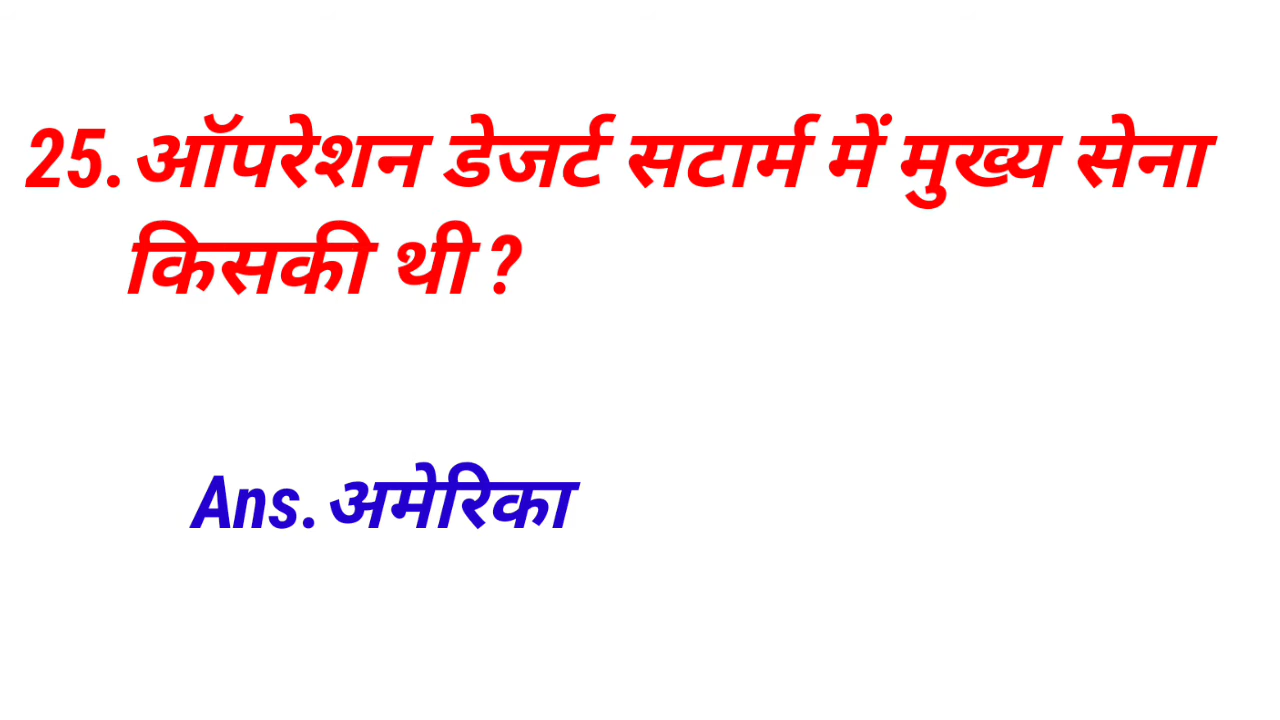 25. ऑपरेशन डेजर्ट सटार्म में मुख्य सेना
किसकी थी ?
Ans. अमेरिका